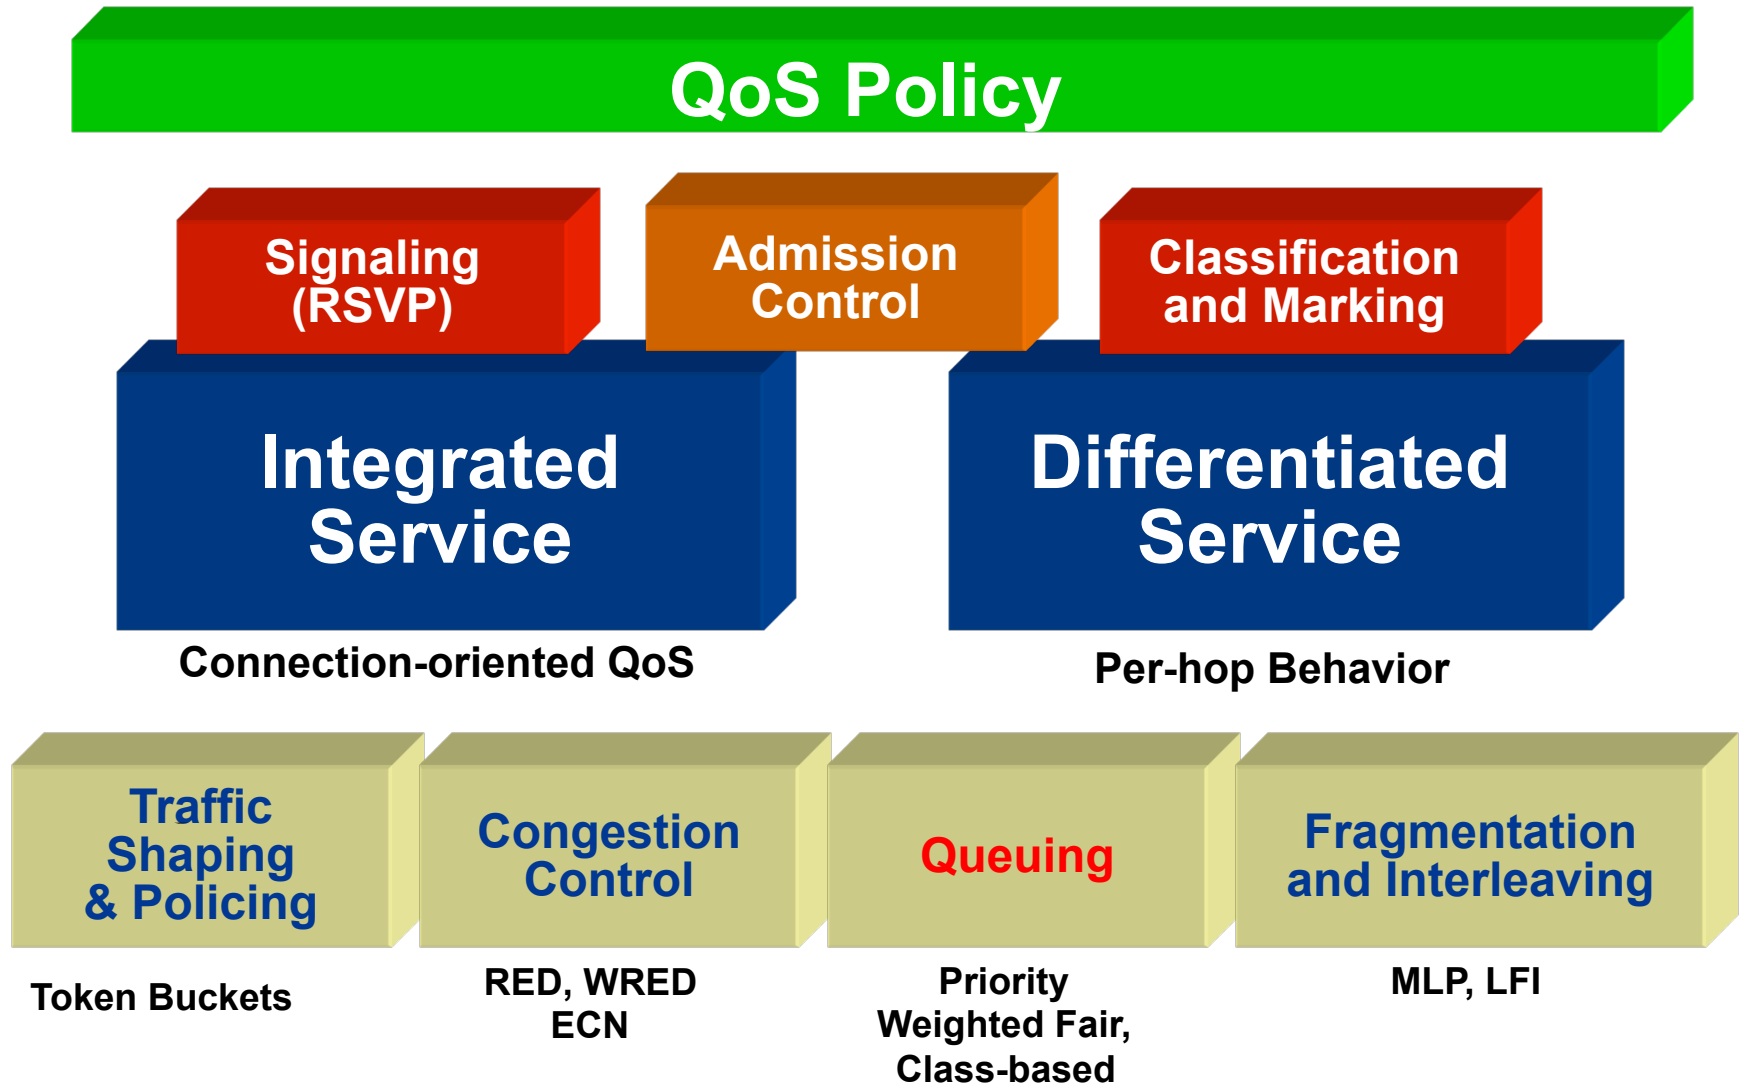 QoS Policy
Signaling
(RSVP)
Admission
Control
Classification
and Marking
Integrated
Service
Differentiated
Service
Connection-oriented QoS
Per-hop Behavior
Traffic
Shaping
& Policing
Congestion
Control
Queuing
Fragmentation
and Interleaving
Token Buckets
RED, WRED
ECN
Priority
Weighted Fair,
Class-based
MLP, LFI